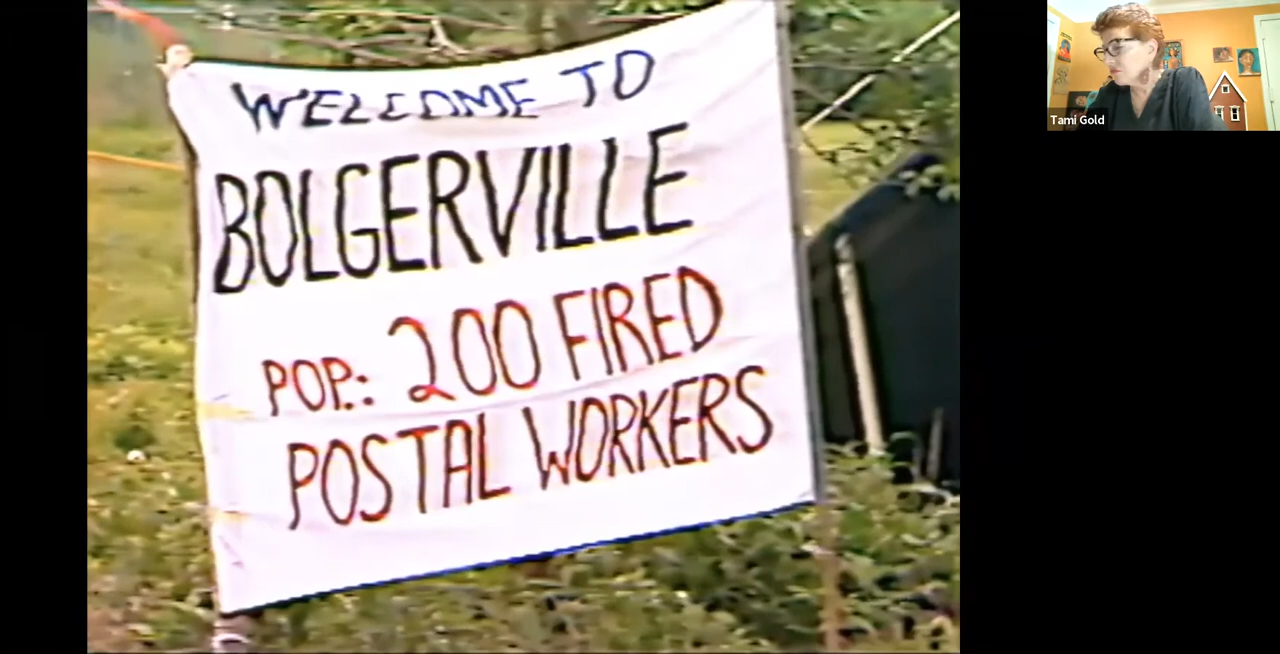 WELCOME TO
BOLGERVILLE
POP.: 200 FIRED
POSTAL WORKERS
Tami Gold